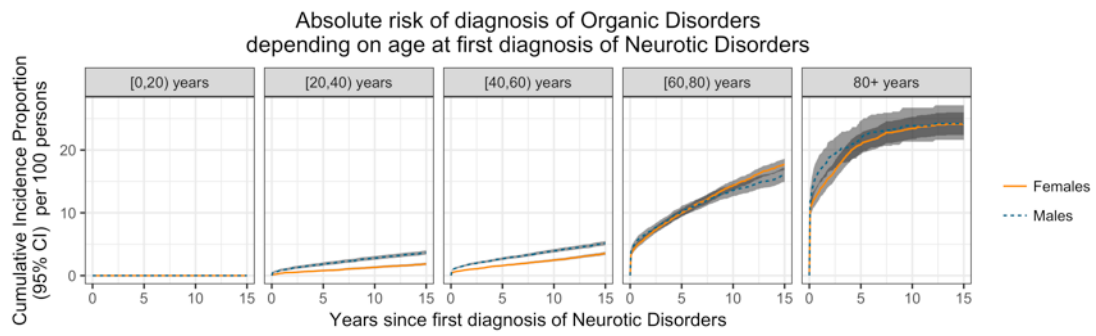 Absolute risk of diagnosis of Organic Disorders
depending on age at first diagnosis of Neurotic Disorders
Cumulative Incidence Proportion
(95% CI) per 100 persons
[0,20) years
[20,40) years
[40,60) years
[60,80) years
80+ years
20
10
0
0 5 10 15
0 5 10 15
0 5 10 15
0 5 10 15
0 5 10 15
Years since first diagnosis of Neurotic Disorders
Females
Males